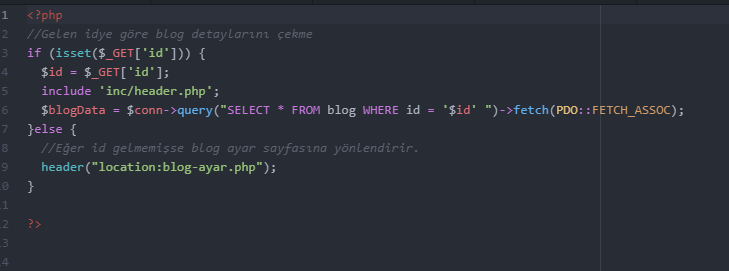 1 <?php
2 //Gelen idye göre blog detaylarını çekme
3 if (isset($_GET['id'])) {
4 $id = $_GET['id'];
5 include 'inc/header.php';
6 $blogData = $conn->query("SELECT * FROM blog WHERE id = '$id' ")->fetch(PDO::FETCH_ASSOC);
7 }else {
8 //Eğer id gelmemişse blog ayar sayfasına yönlendirir.
9 header("location:blog-ayar.php");
10 }
11
12 ?>
13
14